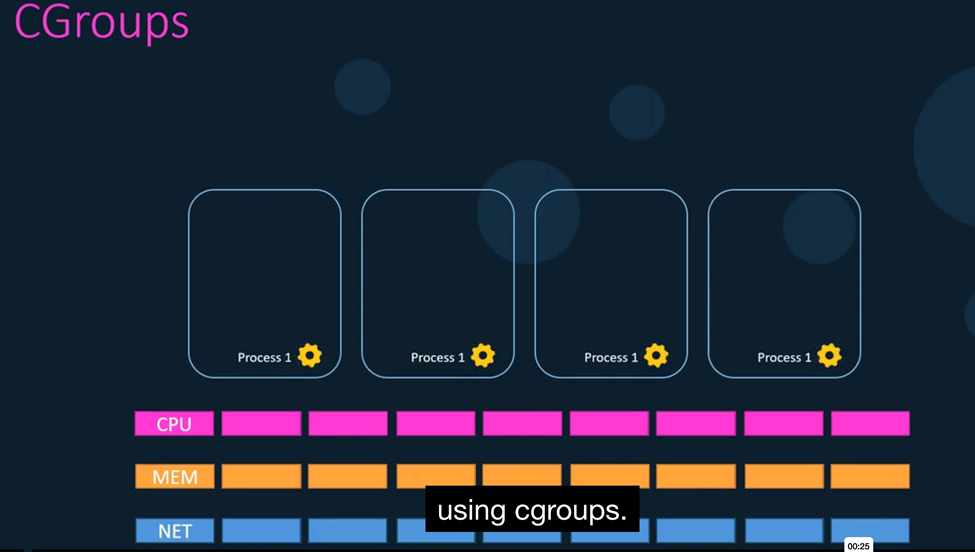 CGroups
Process 1
Process 1
Process 1
Process 1
CPU
MEM
using cgroups.
NET
00:25